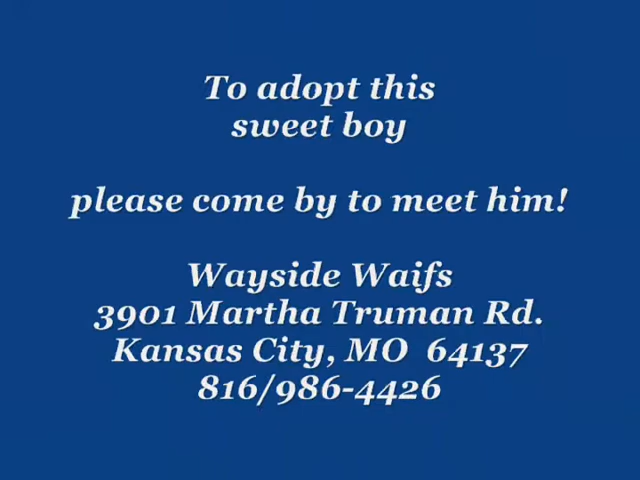 To adopt this
sweet boy
please come by to meet him!
Wayside Waifs
3901 Martha Truman Rd.
Kansas City, MO  64137
816/986-4426